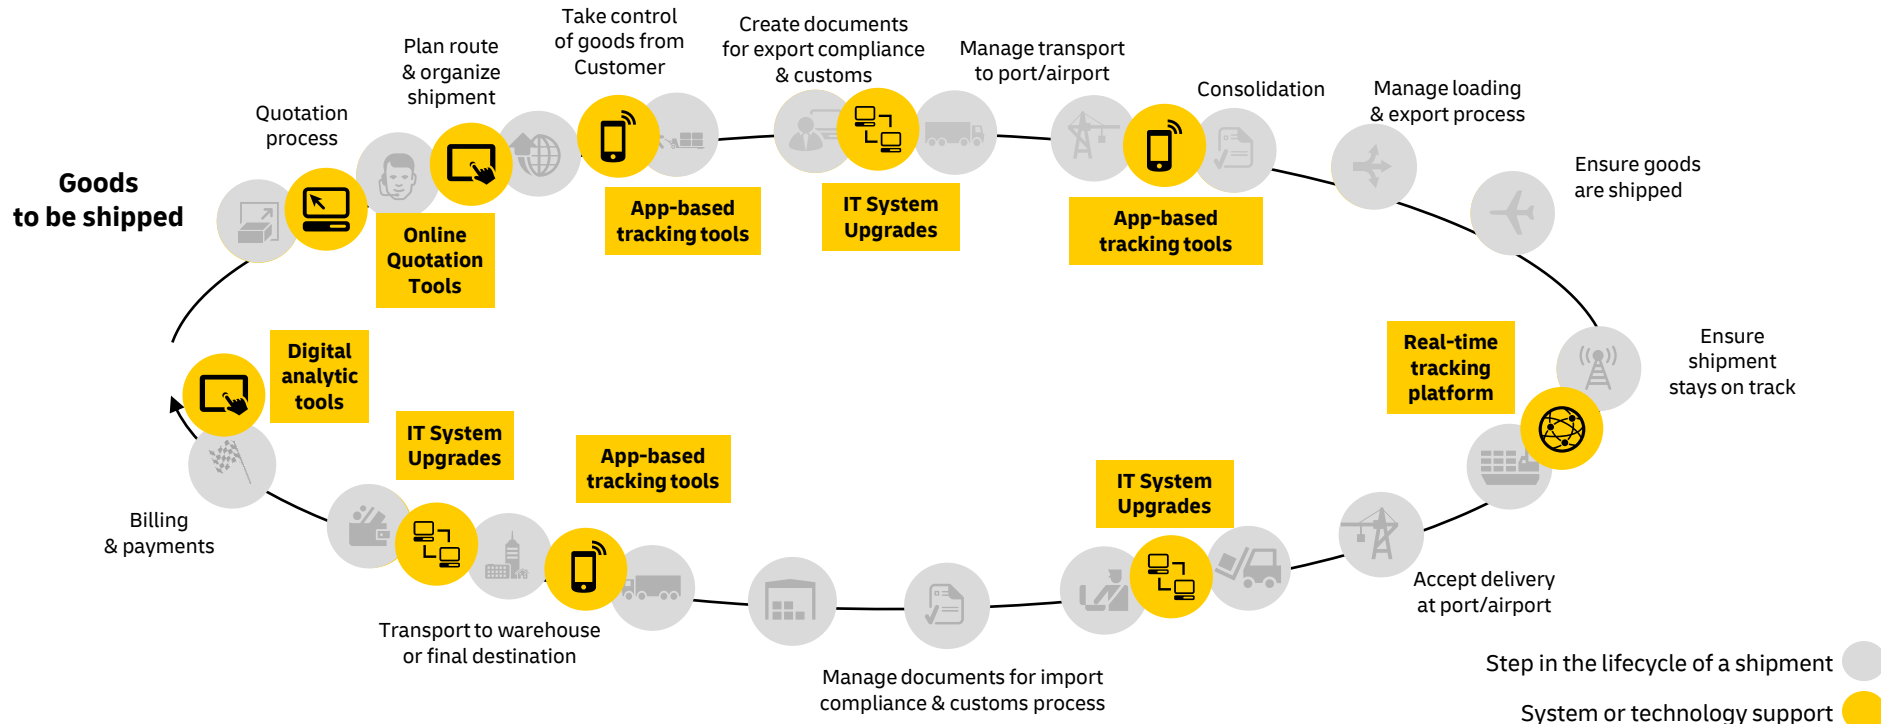 Goods
to be shipped
Quotation
process
Plan route
& organize
shipment
Take control
of goods from
Customer
Create documents
for export compliance
& customs
Manage transport
to port/airport
Consolidation
Manage loading
& export process
Ensure goods
are shipped
Ensure
shipment
stays on track
Online
Quotation
Tools
App-based
tracking tools
IT System
Upgrades
App-based
tracking tools
Real-time
tracking
platform
Digital
analytic
tools
IT System
Upgrades
App-based
tracking tools
IT System
Upgrades
Billing
& payments
Transport to warehouse
or final destination
Manage documents for import
compliance & customs process
Accept delivery
at port/airport
Step in the lifecycle of a shipment
System or technology support